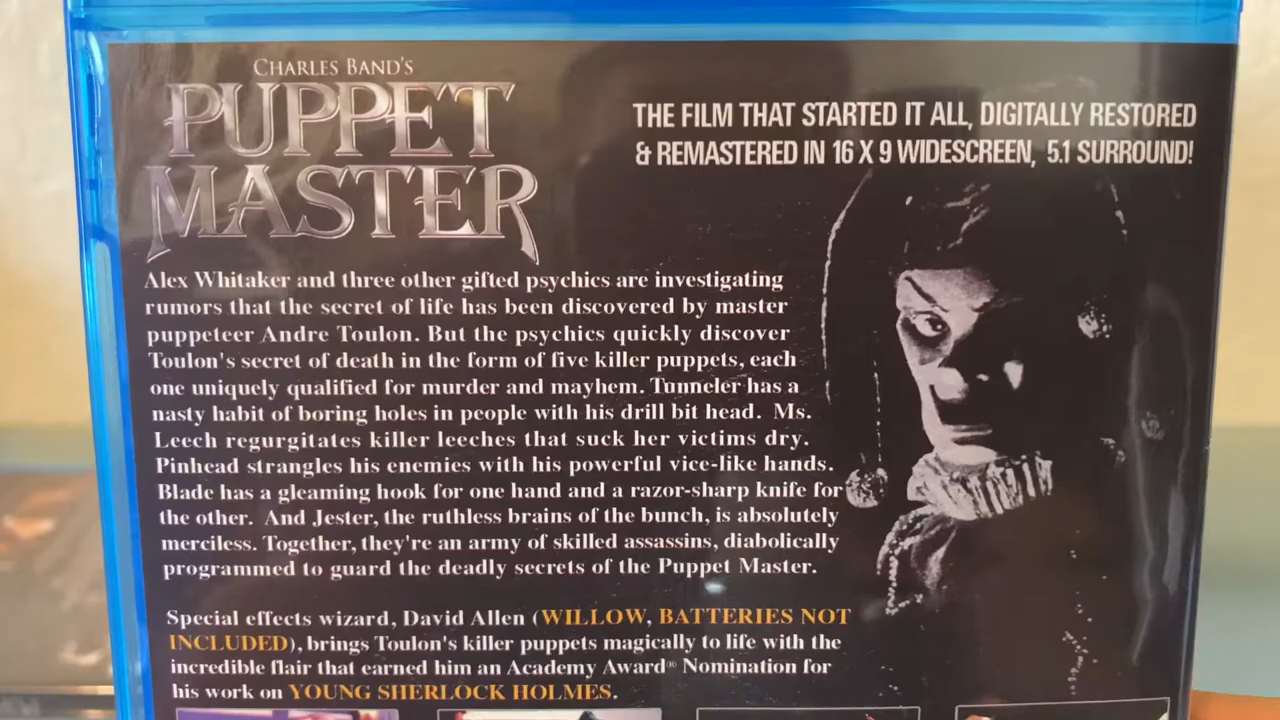 CHARLES BAND'S
PUPPET
MASTER
THE FILM THAT STARTED IT ALL, DIGITALLY RESTORED
& REMASTERED IN 16 X 9 WIDESCREEN, 5.1 SURROUND!
Alex Whitaker and three other gifted psychics are investigating
rumors that the secret of life has been discovered by master
puppeteer Andre Toulon. But the psychics quickly discover
Toulon's secret of death in the form of five killer puppets, each
one uniquely qualified for murder and mayhem. Tunneler has a
nasty habit of boring holes in people with his drill bit head. Ms.
Leech regurgitates killer leeches that suck her victims dry.
Pinhead strangles his enemies with his powerful vice-like hands.
Blade has a gleaming hook for one hand and a razor-sharp knife for
the other. And Jester, the ruthless brains of the bunch, is absolutely
merciless. Together, they're an army of skilled assassins, diabolically
programmed to guard the deadly secrets of the Puppet Master.
Special effects wizard, David Allen (WILLOW, BATTERIES NOT
INCLUDED), brings Toulon's killer puppets magically to life with the
incredible flair that earned him an Academy Award® Nomination for
his work on YOUNG SHERLOCK HOLMES.